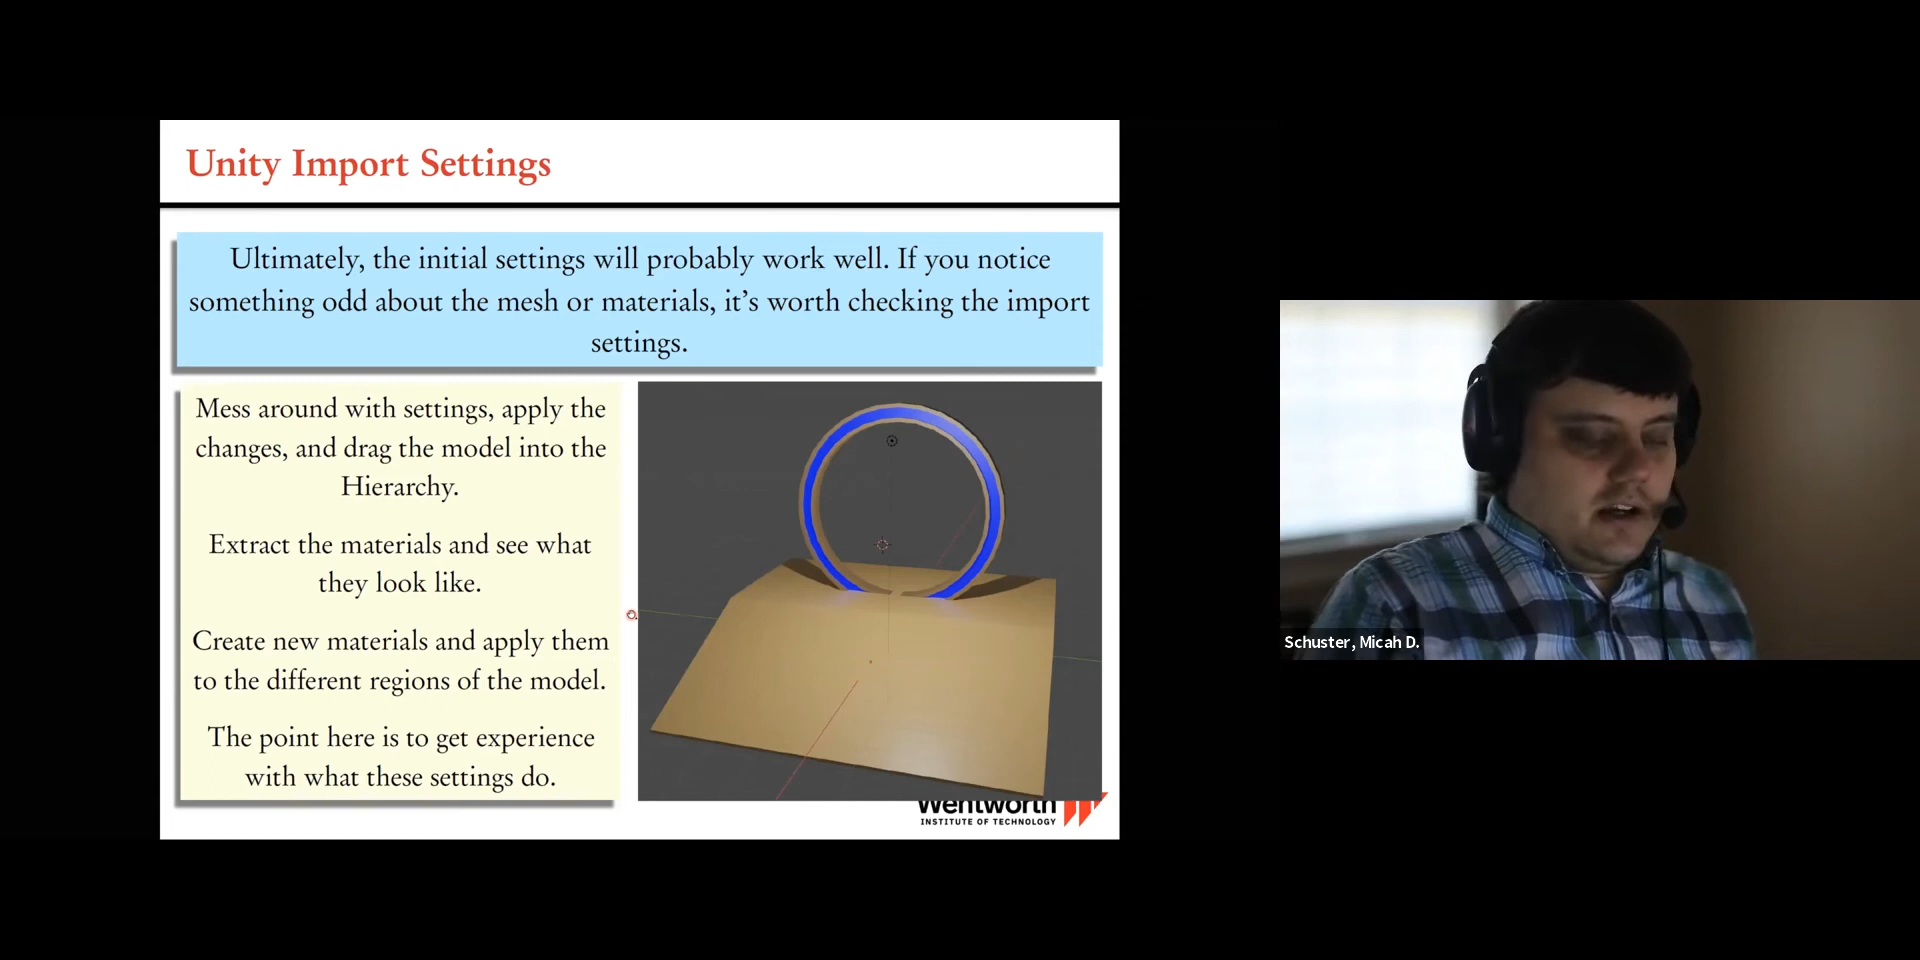 Unity Import Settings
Ultimately, the initial settings will probably work well. If you notice
something odd about the mesh or materials, it’s worth checking the import
settings.
Mess around with settings, apply the
changes, and drag the model into the
Hierarchy.
Extract the materials and see what
they look like.
Create new materials and apply them
to the different regions of the model.
The point here is to get experience
with what these settings do.
Wentworth
INSTITUTE OF TECHNOLOGY
Schuster, Micah D.